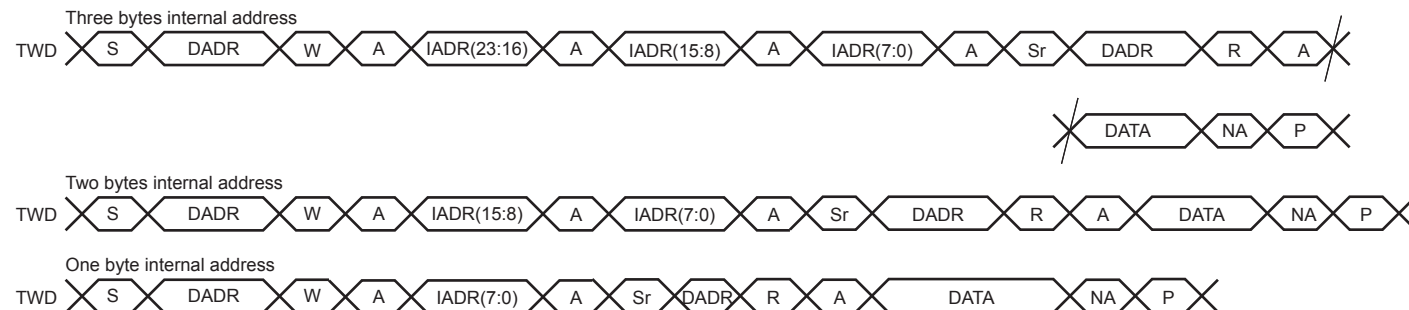 Three bytes internal address
TWD S DADR W A IADR(23:16) A IADR(15:8) A IADR(7:0) A Sr DADR R A
DATA NA P
Two bytes internal address
TWD S DADR W A IADR(15:8) A IADR(7:0) A Sr DADR R A DATA NA P
One byte internal address
TWD S DADR W A IADR(7:0) A Sr DADR R A DATA NA P